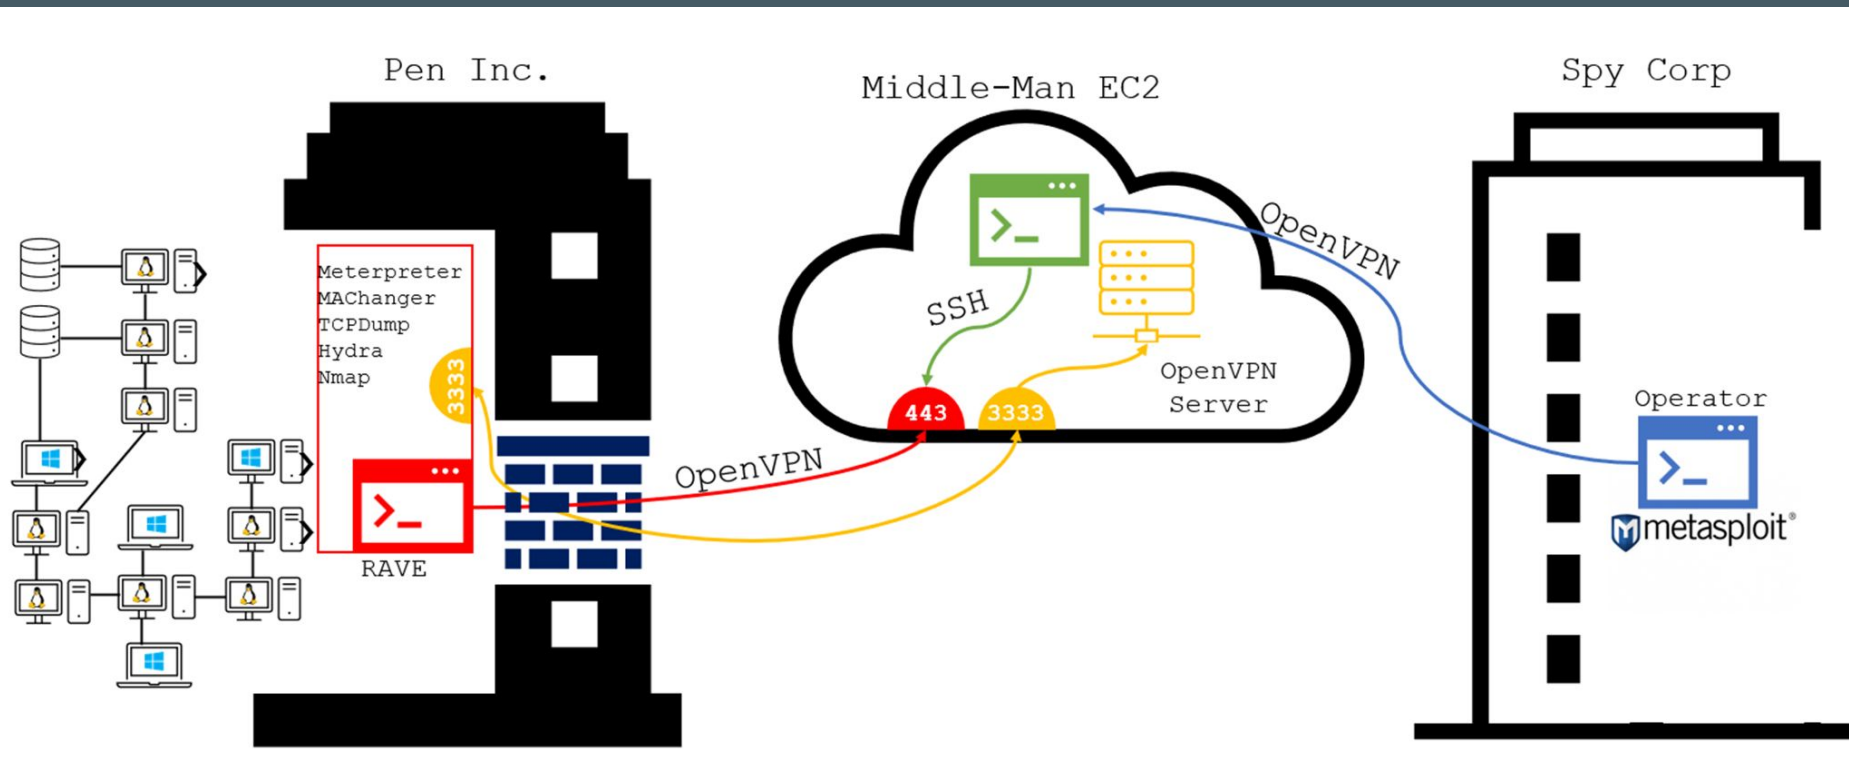 Pen Inc.
Middle-Man EC2
Spy Corp
OpenVPN
Meterpreter
MAChanger
TCPDump
Hydra
Nmap
3333
SSH
OpenVPN
Server
443
3333
Operator
OpenVPN
metasploit®
RAVE